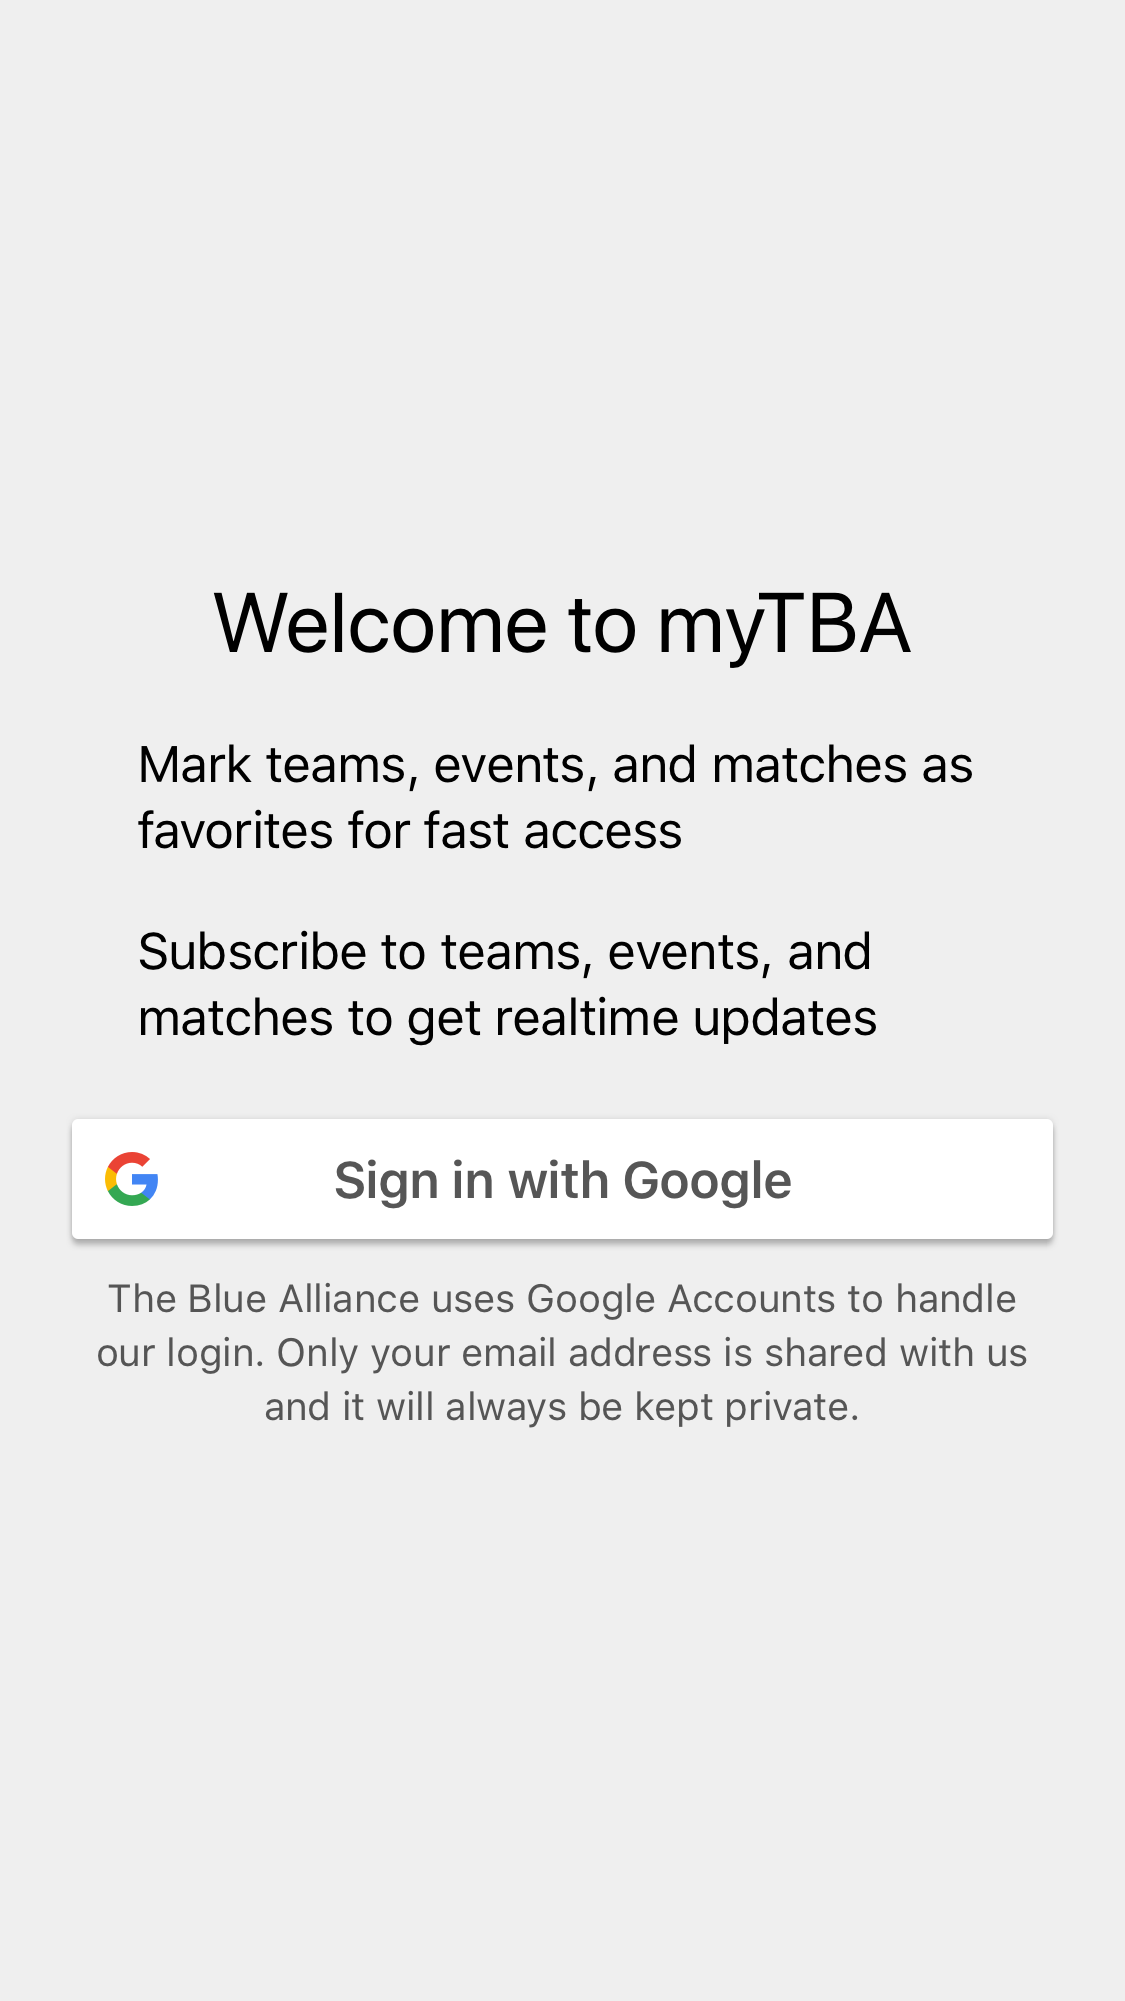 Welcome to myTBA
Mark teams, events, and matches as
favorites for fast access
Subscribe to teams, events, and
matches to get realtime updates
Sign in with Google
The Blue Alliance uses Google Accounts to handle
our login. Only your email address is shared with us
and it will always be kept private.